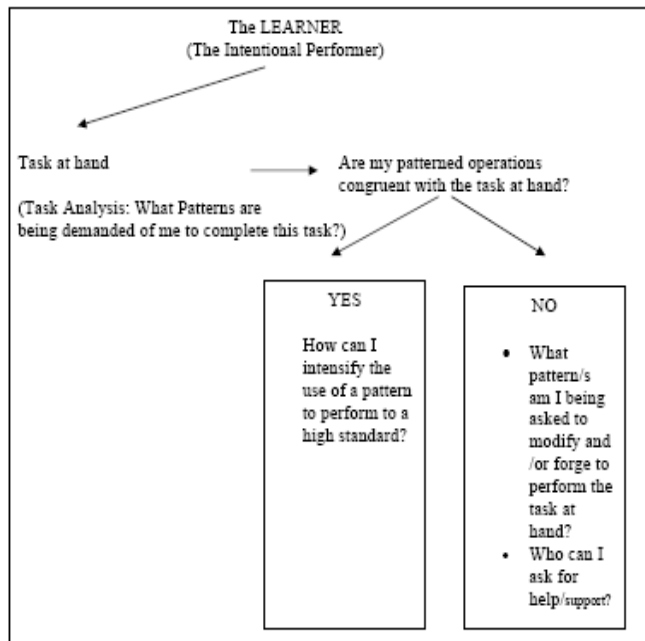 The LEARNER
(The Intentional Performer)
Task at hand
(Task Analysis: What Patterns are
being demanded of me to complete this task?)
Are my patterned operations
congruent with the task at hand?
YES
How can I
intensify the
use of a pattern
to perform to a
high standard?
NO
• What
pattern/s
am I being
asked to
modify and
/or forge to
perform the
task at
hand?
• Who can I
ask for
help/support?